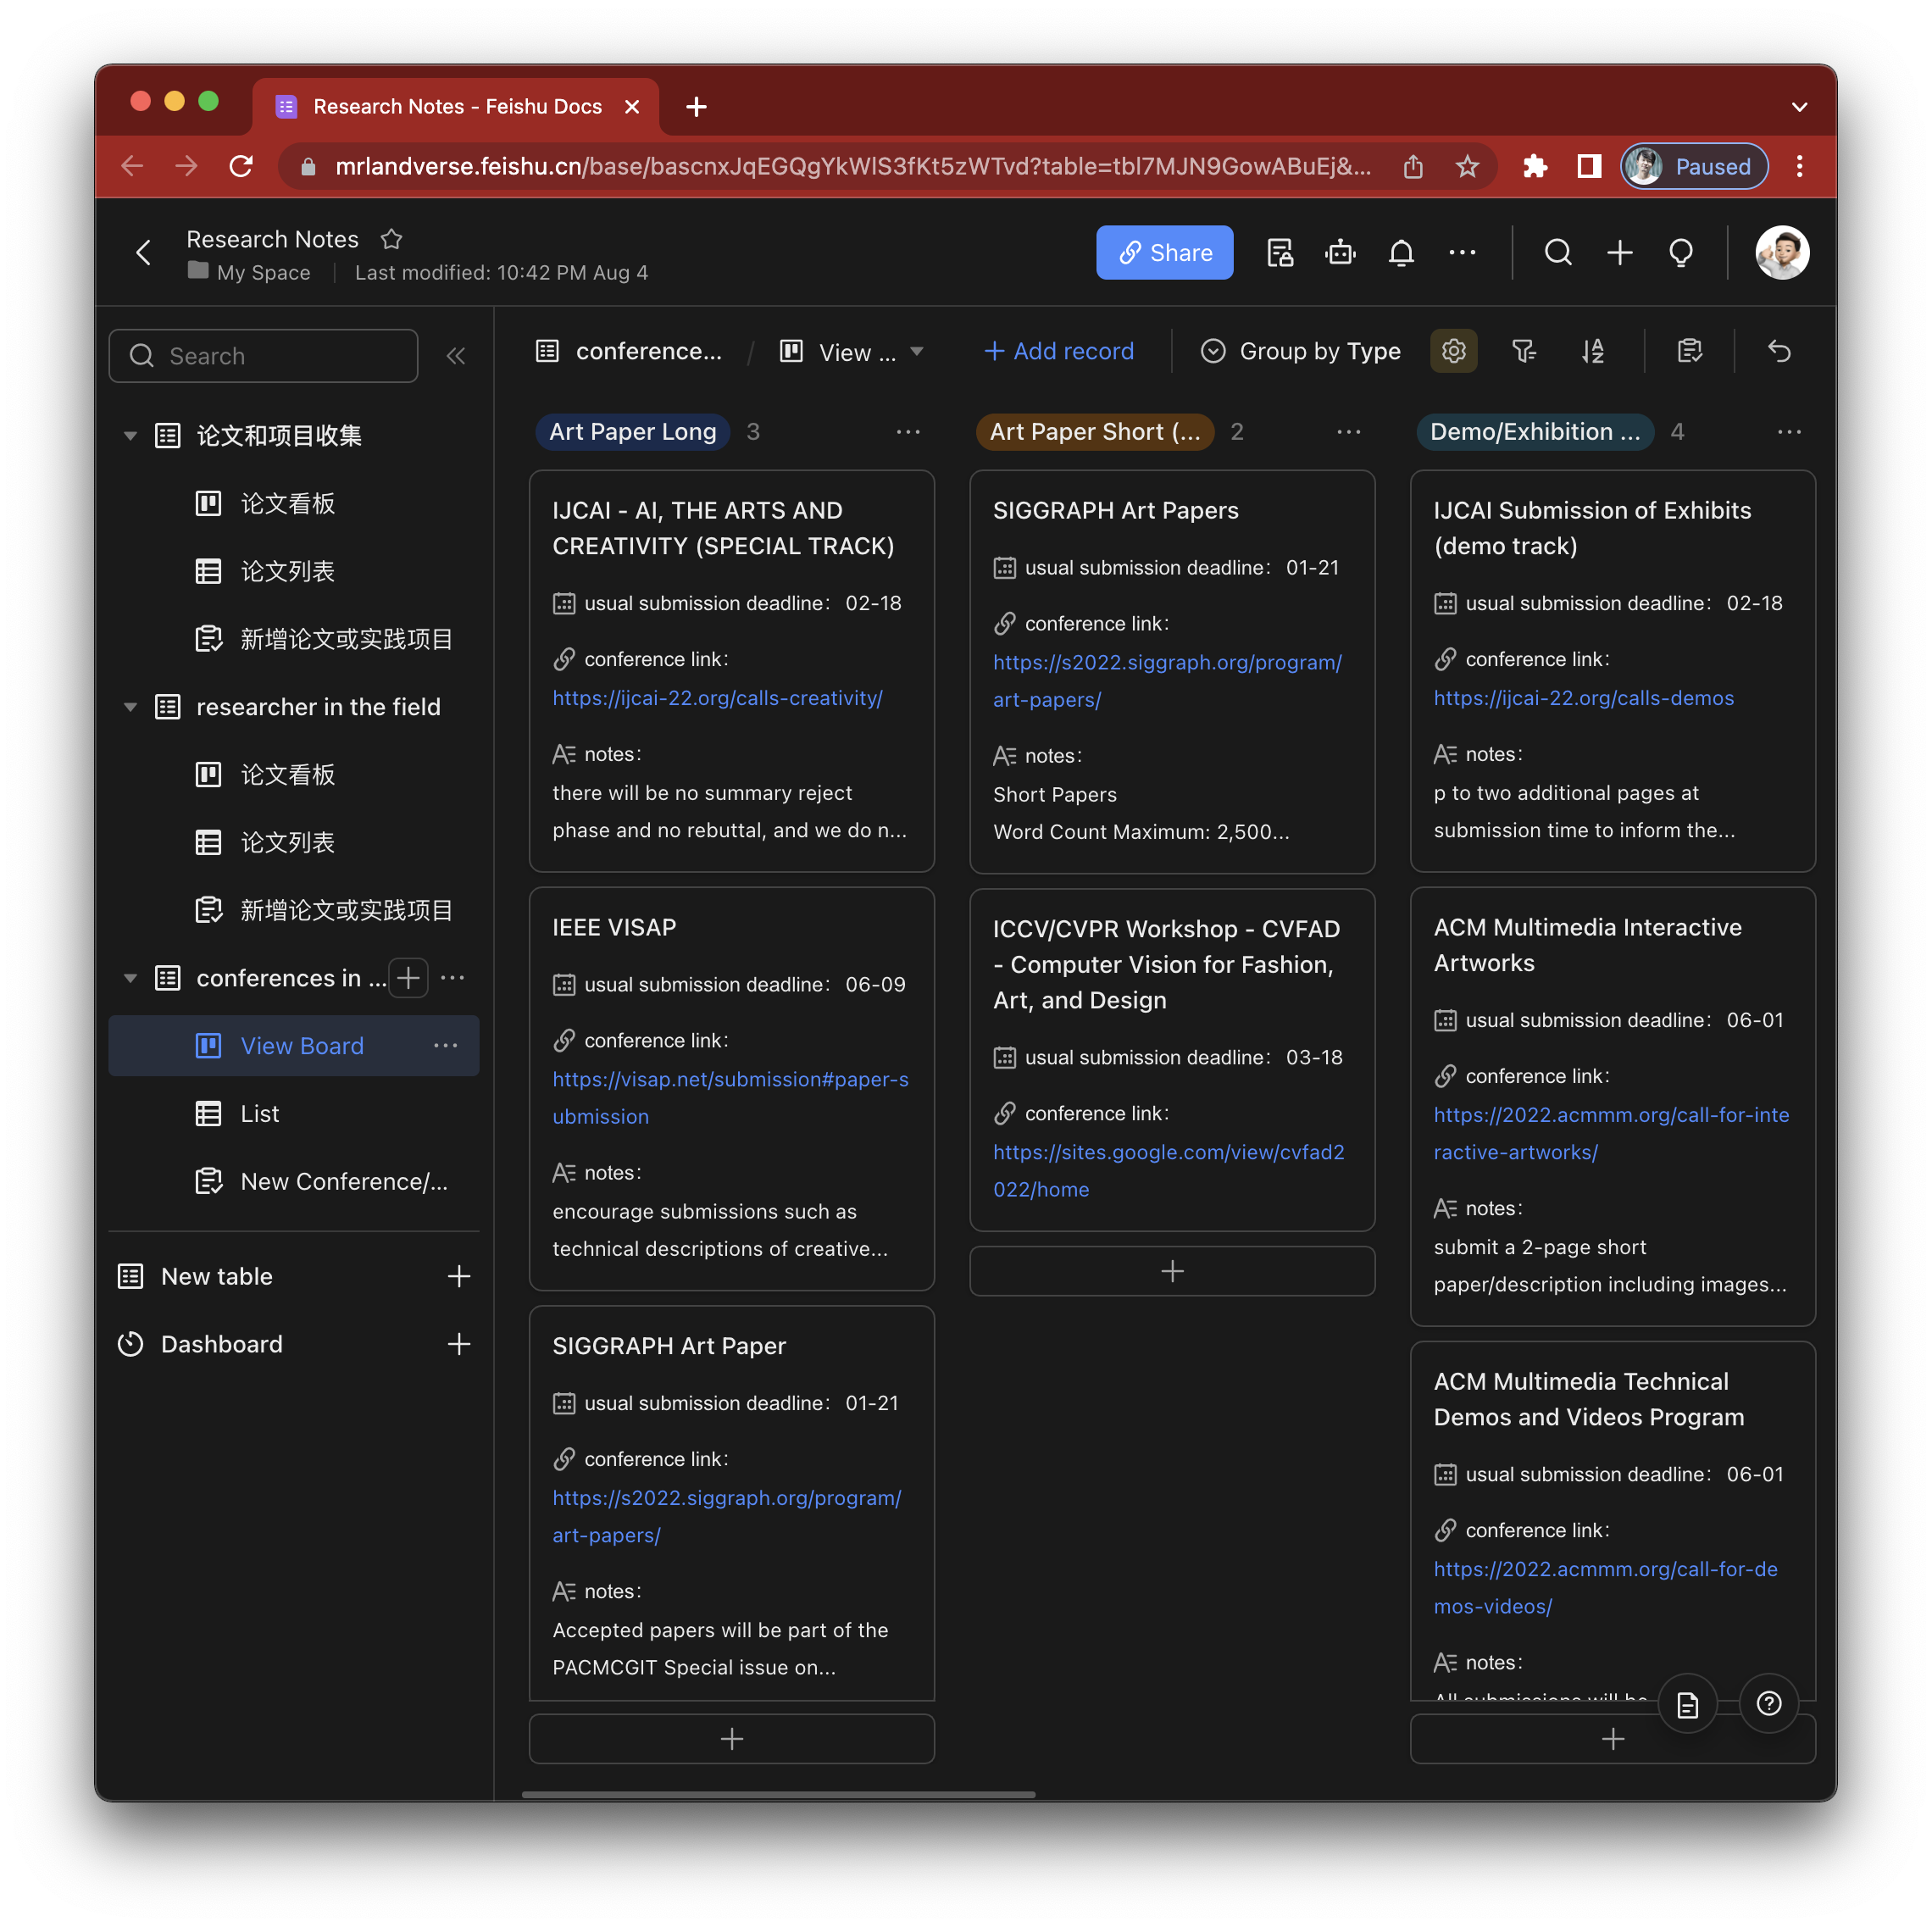 Research Notes - Feishu Docs
mrlandverse.feishu.cn/base/bascnxJqEGQgYkWlS3fKt5zWTvd?table=tbl7MJN9GowABuEj&...
Paused
Research Notes
My Space
Last modified: 10:42 PM Aug 4
Share
Search
论文和项目收集
论文看板
论文列表
新增论文或实践项目
researcher in the field
论文看板
论文列表
新增论文或实践项目
conferences in ...
View Board
List
New Conference/...
New table
Dashboard
conference...
/
View ...
Add record
Group by Type
Art Paper Long 3
IJCAI - AI, THE ARTS AND
CREATIVITY (SPECIAL TRACK)
usual submission deadline: 02-18
conference link:
https://ijcai-22.org/calls-creativity/
notes:
there will be no summary reject
phase and no rebuttal, and we do n...
IEEE VISAP
usual submission deadline: 06-09
conference link:
https://visap.net/submission#paper-s
ubmission
notes:
encourage submissions such as
technical descriptions of creative...
SIGGRAPH Art Paper
usual submission deadline: 01-21
conference link:
https://s2022.siggraph.org/program/
art-papers/
notes:
Accepted papers will be part of the
PACMCGIT Special issue on...
Art Paper Short (... 2
SIGGRAPH Art Papers
usual submission deadline: 01-21
conference link:
https://s2022.siggraph.org/program/
art-papers/
notes:
Short Papers
Word Count Maximum: 2,500...
ICCV/CVPR Workshop - CVFAD
- Computer Vision for Fashion,
Art, and Design
usual submission deadline: 03-18
conference link:
https://sites.google.com/view/cvfad2
022/home
Demo/Exhibition ... 4
IJCAI Submission of Exhibits
(demo track)
usual submission deadline: 02-18
conference link:
https://ijcai-22.org/calls-demos
notes:
p to two additional pages at
submission time to inform the...
ACM Multimedia Interactive
Artworks
usual submission deadline: 06-01
conference link:
https://2022.acmmm.org/call-for-inte
ractive-artworks/
notes:
submit a 2-page short
paper/description including images...
ACM Multimedia Technical
Demos and Videos Program
usual submission deadline: 06-01
conference link:
https://2022.acmmm.org/call-for-de
mos-videos/
notes:
All submissions will be